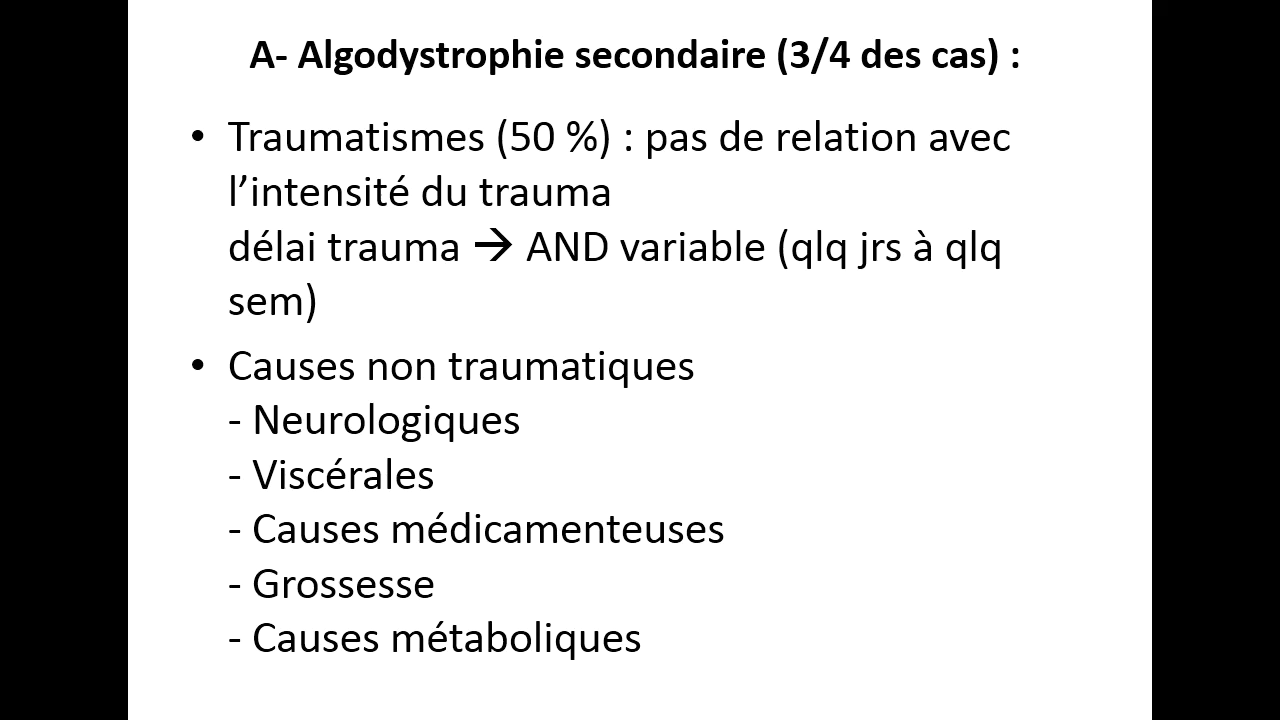 A- Algodystrophie secondaire (3/4 des cas) :
• Traumatismes (50 %) : pas de relation avec
l’intensité du trauma
délai trauma → AND variable (qlq jrs à qlq
sem)
• Causes non traumatiques
- Neurologiques
- Viscérales
- Causes médicamenteuses
- Grossesse
- Causes métaboliques